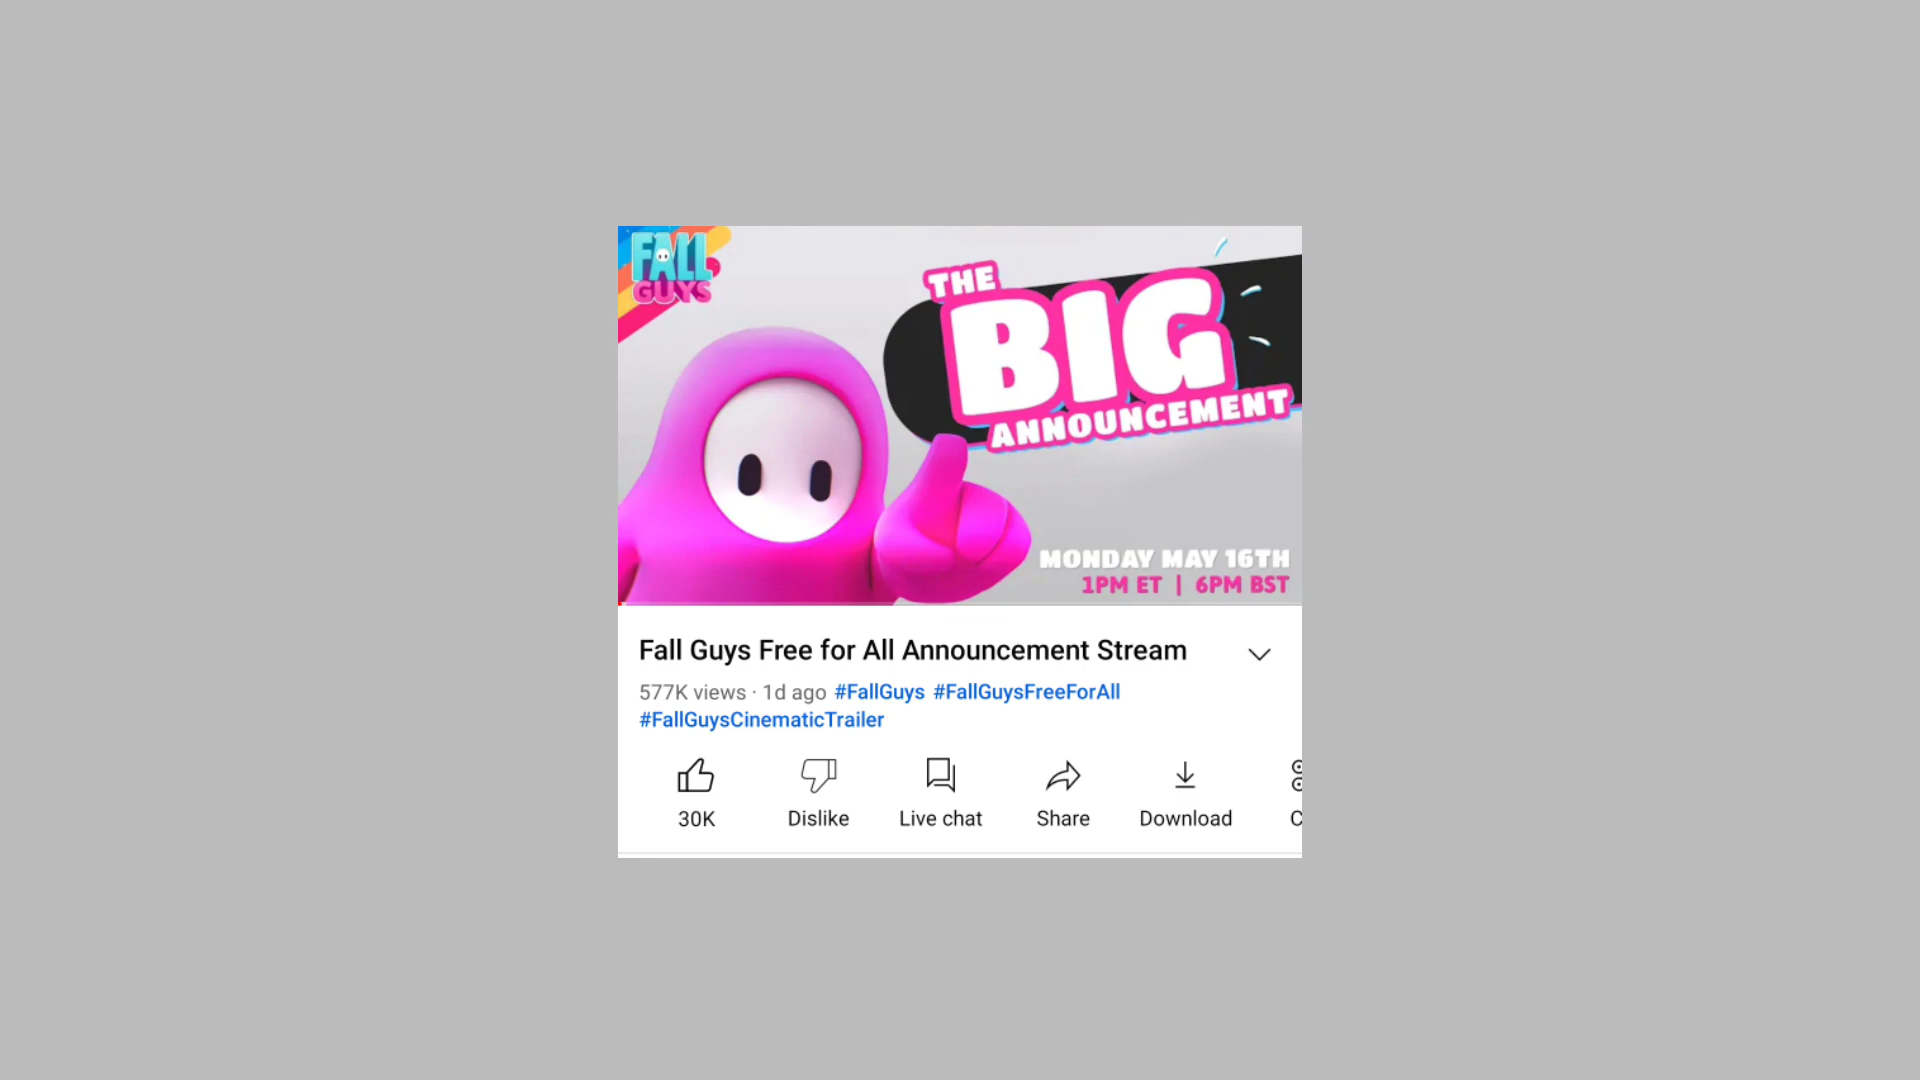 FALL
GUYS
THE
BIG
ANNOUNCEMENT
MONDAY MAY 16TH
1PM ET | 6PM BST
Fall Guys Free for All Announcement Stream
577K views · 1d ago #FallGuys #FallGuysFreeForAll
#FallGuysCinematicTrailer
30K Dislike Live chat Share Download C